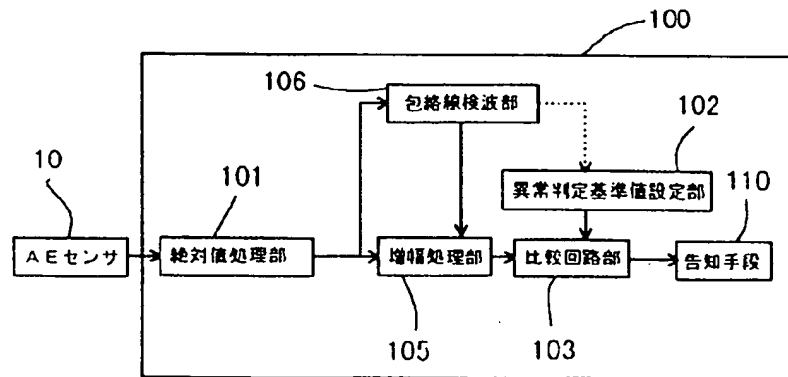 100
106
包絡線検波部
102
10
101
異常判定基準値設定部
110
AEセンサ
絶対値処理部
増幅処理部
比較回路部
告知手段
105
103